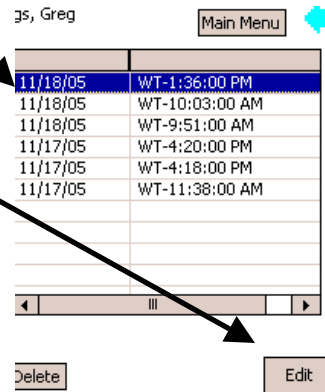 gs, Greg
Main Menu
11/18/05 WT-1:36:00 PM
11/18/05 WT-10:03:00 AM
11/18/05 WT-9:51:00 AM
11/17/05 WT-4:20:00 PM
11/17/05 WT-4:18:00 PM
11/17/05 WT-11:38:00 AM
Delete Edit